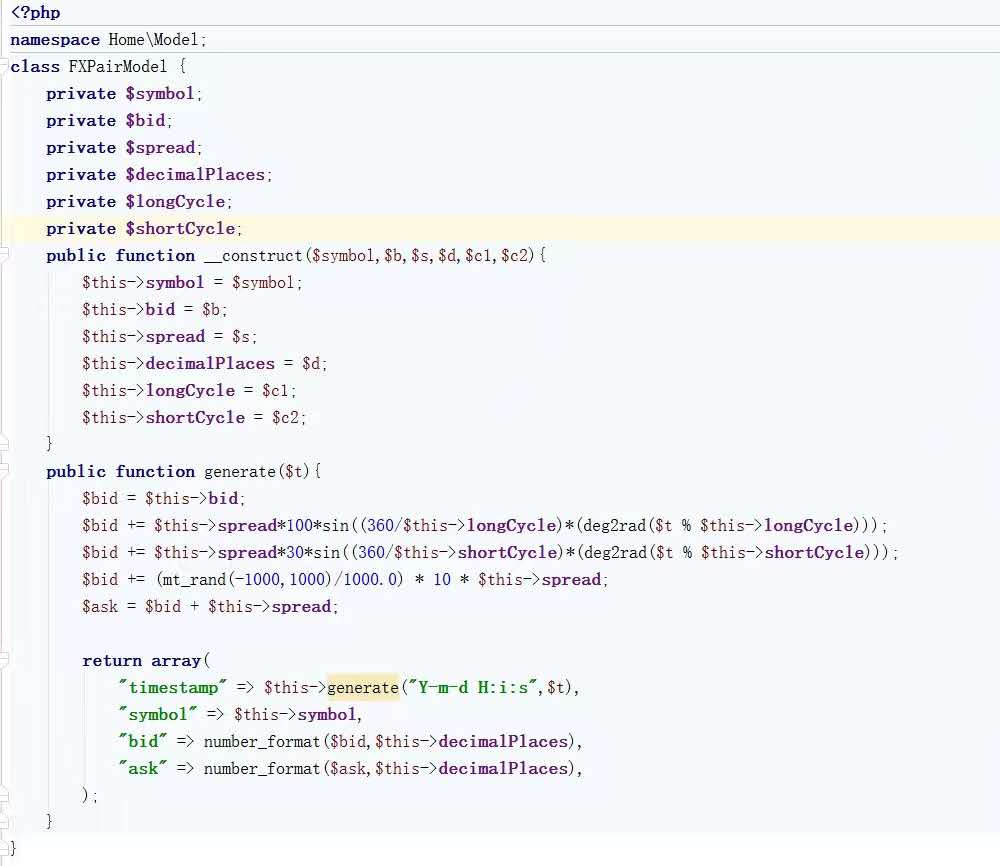 <?php
namespace Home\Model;
class FXPairModel {
    private $symbol;
    private $bid;
    private $spread;
    private $decimalPlaces;
    private $longCycle;
    private $shortCycle;
    public function __construct($symbol,$b,$s,$d,$c1,$c2){
        $this->symbol = $symbol;
        $this->bid = $b;
        $this->spread = $s;
        $this->decimalPlaces = $d;
        $this->longCycle = $c1;
        $this->shortCycle = $c2;
    }
    public function generate($t){
        $bid = $this->bid;
        $bid += $this->spread*100*sin((360/$this->longCycle)*(deg2rad($t % $this->longCycle)));
        $bid += $this->spread*30*sin((360/$this->shortCycle)*(deg2rad($t % $this->shortCycle)));
        $bid += (mt_rand(-1000,1000)/1000.0) * 10 * $this->spread;
        $ask = $bid + $this->spread;

        return array(
            "timestamp" => $this->generate("Y-m-d H:i:s",$t),
            "symbol" => $this->symbol,
            "bid" => number_format($bid,$this->decimalPlaces),
            "ask" => number_format($ask,$this->decimalPlaces),
        );
    }
}